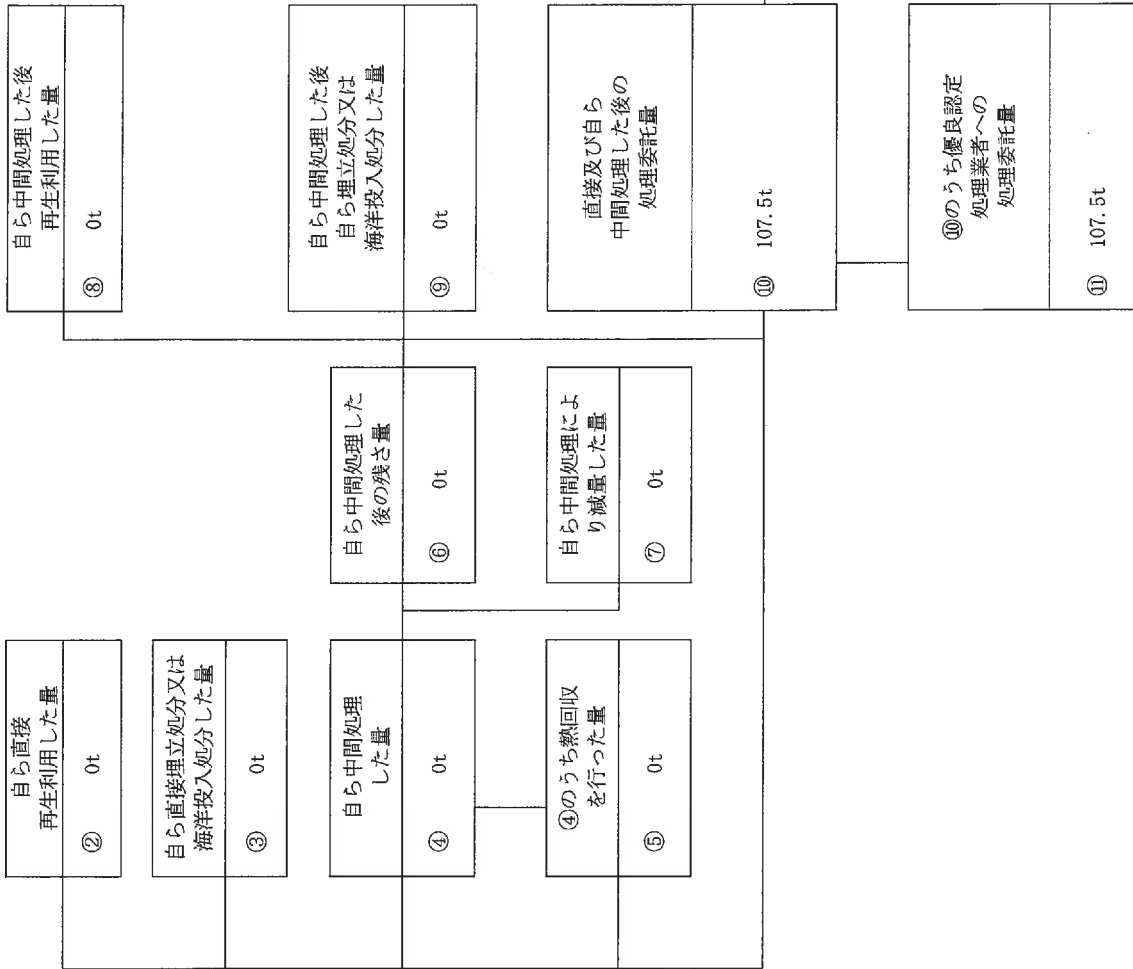 自ら直接
再生利用した量
② 0t
自ら直接埋立処分又は
海洋投入処分した量
③ 0t
自ら中間処理
した量
④ 0t
④のうち熱回収
を行った量
⑤ 0t
自ら中間処理した
後の残さ量
⑥ 0t
自ら中間処理によ
り減量した量
⑦ 0t
自ら中間処理した後
再生利用した量
⑧ 0t
自ら中間処理した後
自ら埋立処分又は
海洋投入処分した量
⑨ 0t
直接及び自ら
中間処理した後の
処理委託量
⑩ 107.5t
⑩のうち優良認定
処理業者への
処理委託量
⑪ 107.5t